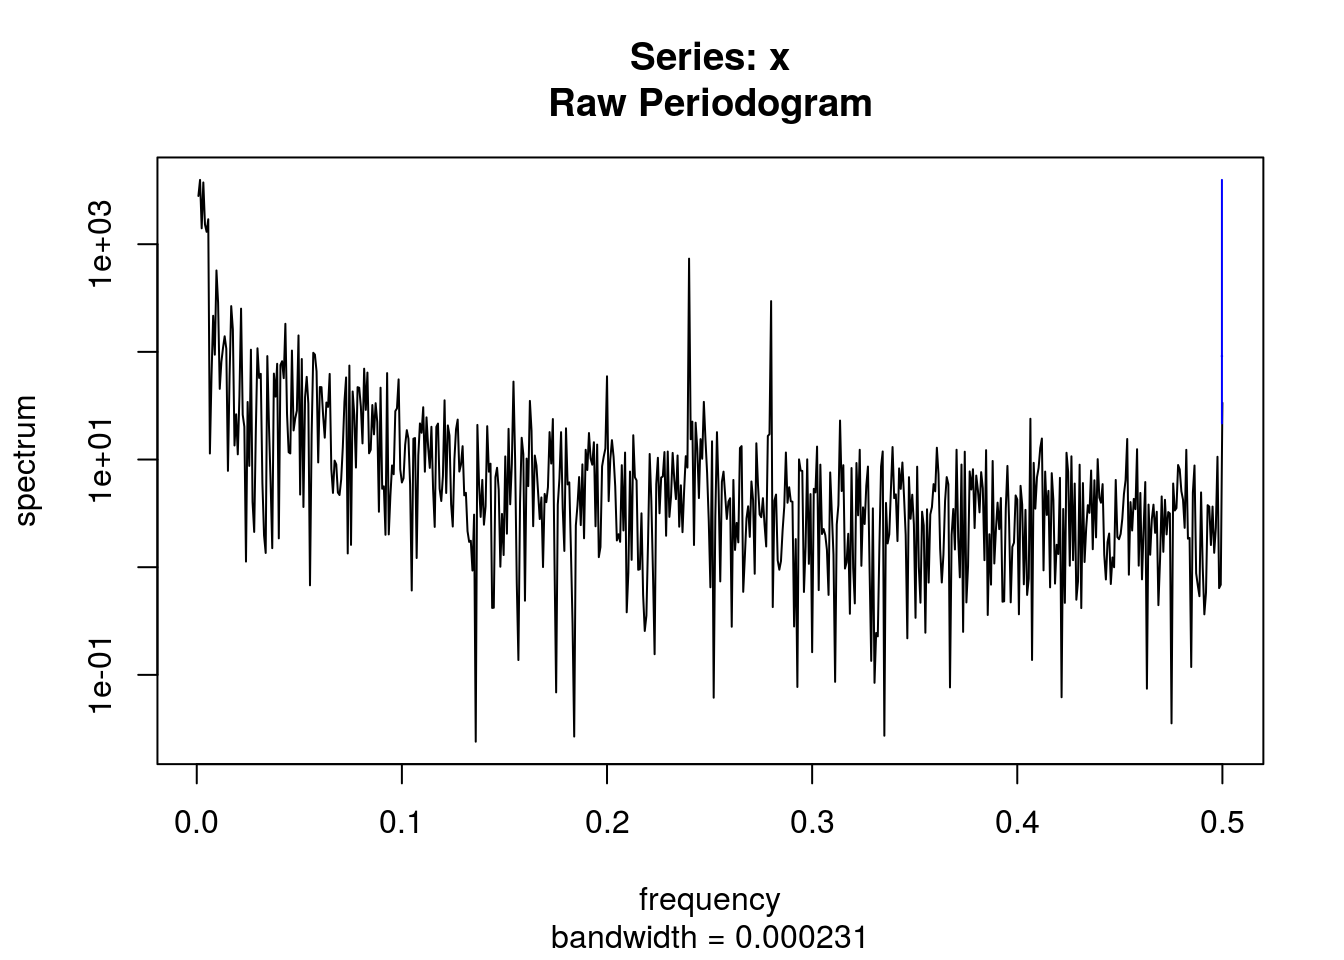 Series: x
Raw Periodogram
1e+03
1e+01
1e-01
spectrum
0.0 0.1 0.2 0.3 0.4 0.5
frequency
bandwidth = 0.000231